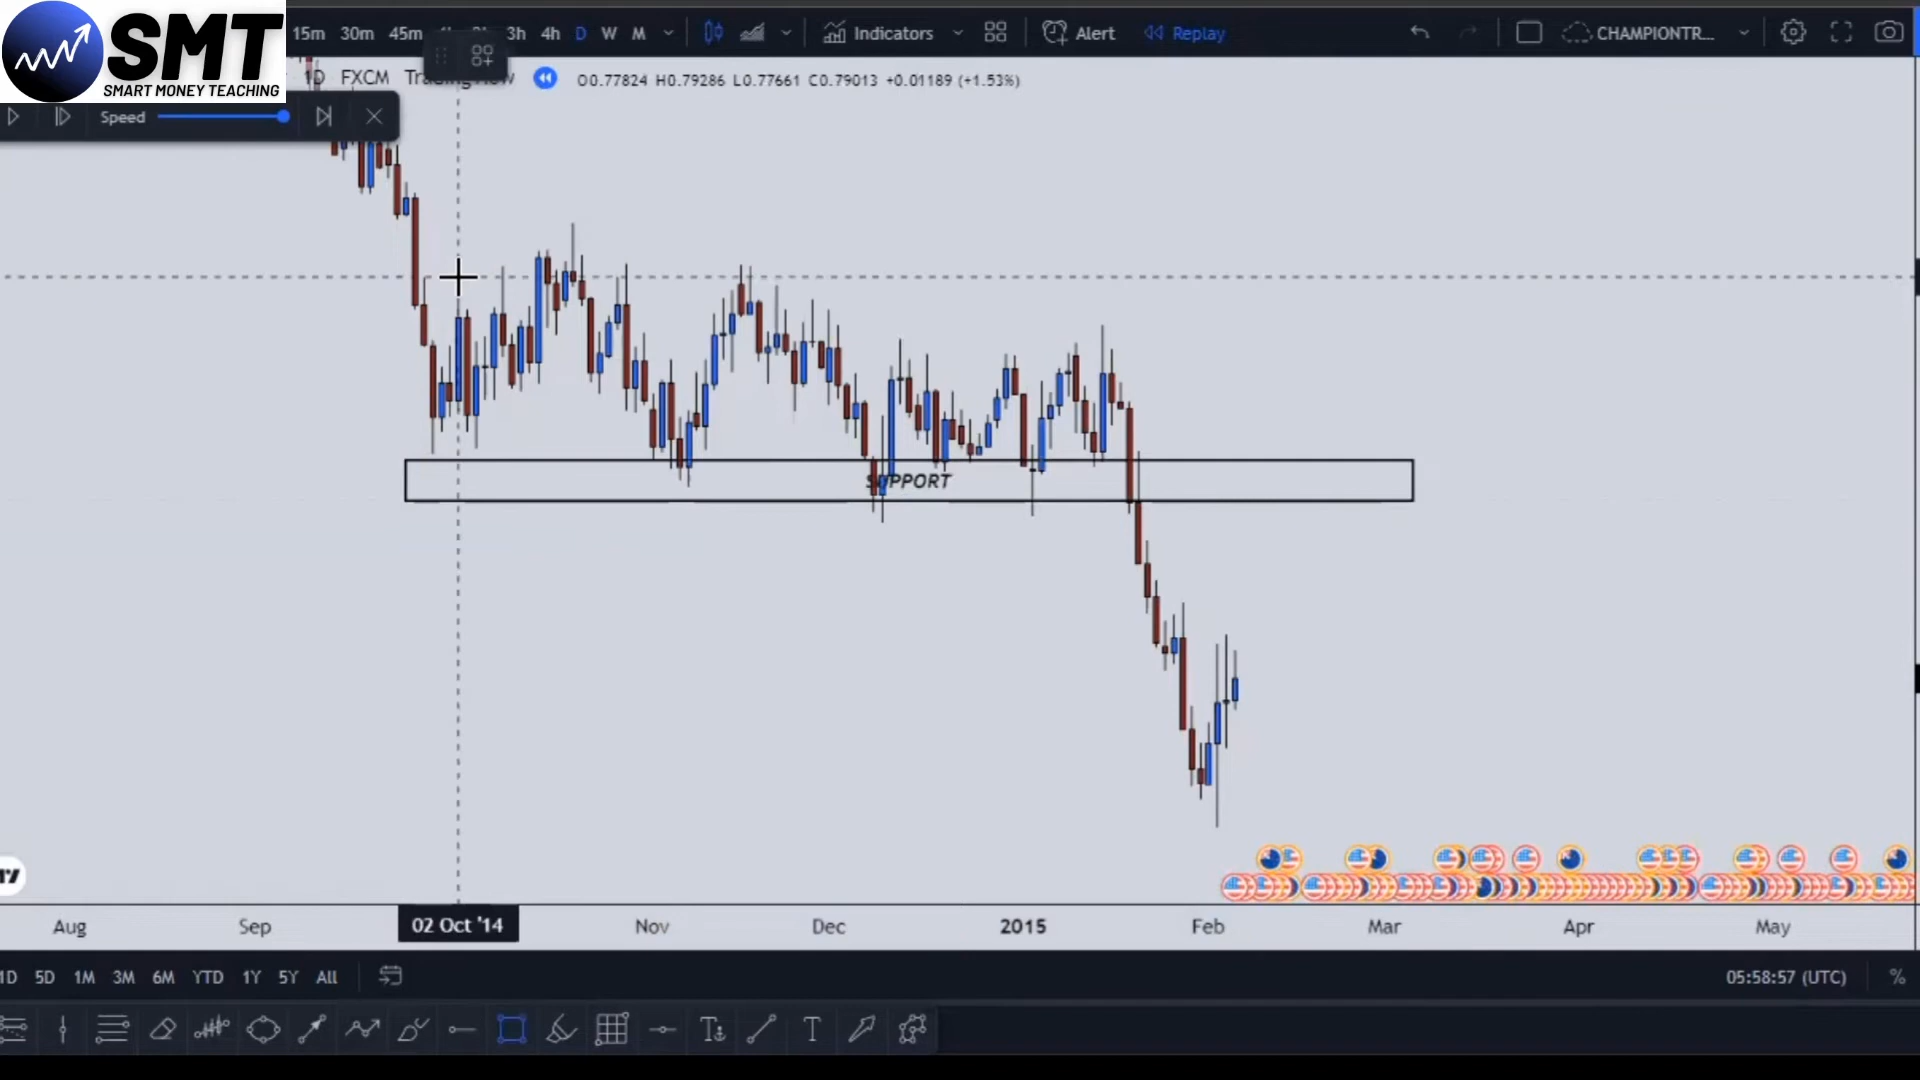 SMT
SMART MONEY TEACHING
15m 30m 45m 3h 4h D W M Indicators Alert Replay CHAMPIONTR...
1D FXCM O0.77824 H0.79286 L0.77661 C0.79013 +0.01189 (+1.53%)
Speed
SUPPORT
Aug Sep 02 Oct '14 Nov Dec 2015 Feb Mar Apr May
1D 5D 1M 3M 6M YTD 1Y 5Y All 05:58:57 (UTC) %
T T